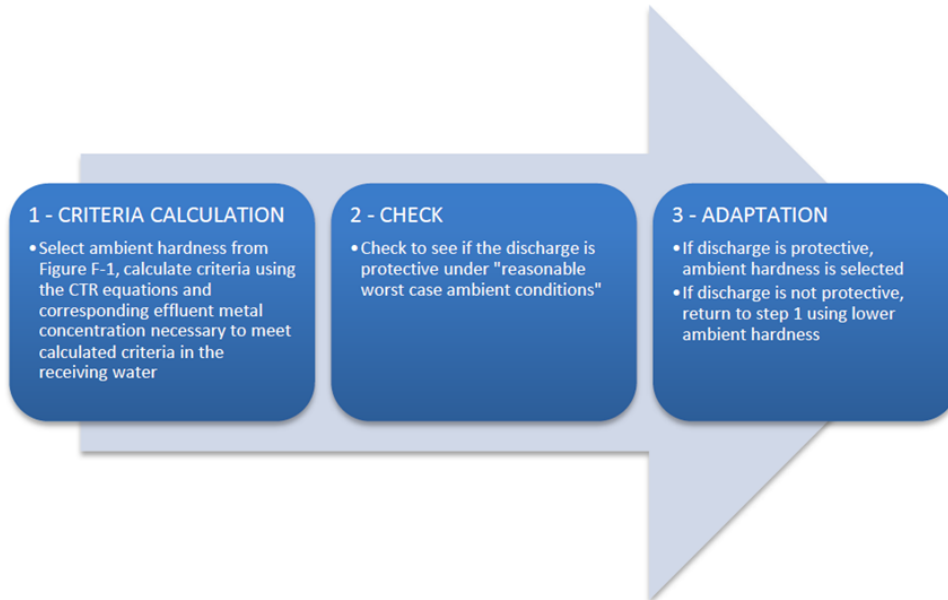 1 - CRITERIA CALCULATION
•Select ambient hardness from
Figure F-1, calculate criteria using
the CTR equations and
corresponding effluent metal
concentration necessary to meet
calculated criteria in the
receiving water
2 - CHECK
•Check to see if the discharge is
protective under "reasonable
worst case ambient conditions"
3 - ADAPTATION
•If discharge is protective,
ambient hardness is selected
•If discharge is not protective,
return to step 1 using lower
ambient hardness